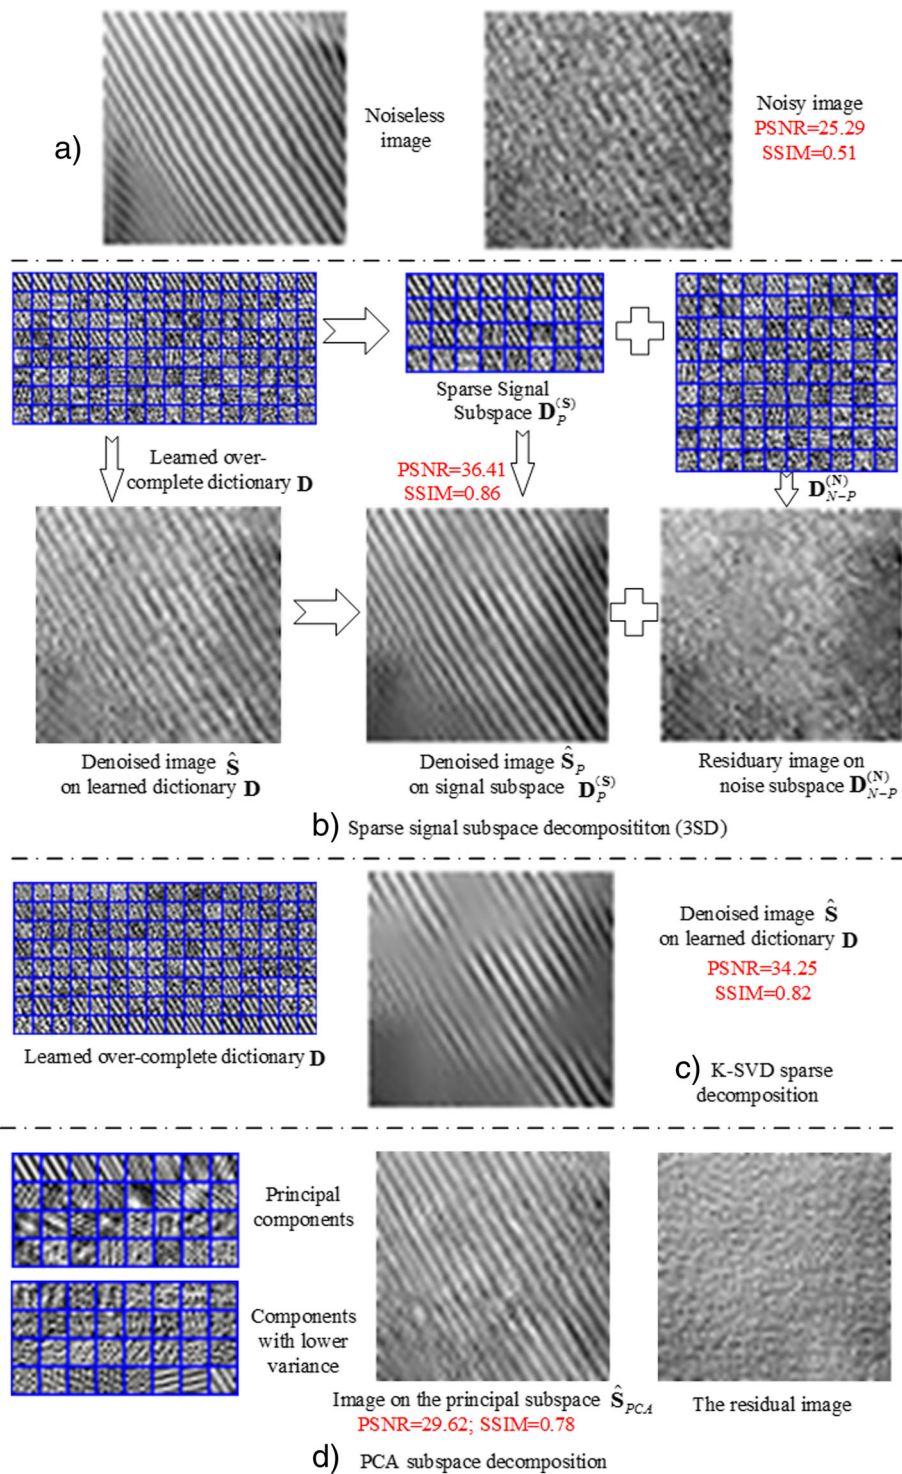 a)
Noiseless
image
Noisy image
PSNR=25.29
SSIM=0.51
Learned over-
complete dictionary D
Sparse Signal
Subspace D_P^(S)
PSNR=36.41
SSIM=0.86
D_{N-P}^(N)
Denoised image Ŝ
on learned dictionary D
Denoised image Ŝ_P
on signal subspace D_P^(S)
Residuary image on
noise subspace D_{N-P}^(N)
b) Sparse signal subspace decomposititon (3SD)
Learned over-complete dictionary D
Denoised image Ŝ
on learned dictionary D
PSNR=34.25
SSIM=0.82
c) K-SVD sparse
decomposition
Principal
components
Components
with lower
variance
Image on the principal subspace Ŝ_PCA
PSNR=29.62; SSIM=0.78
The residual image
d) PCA subspace decomposition